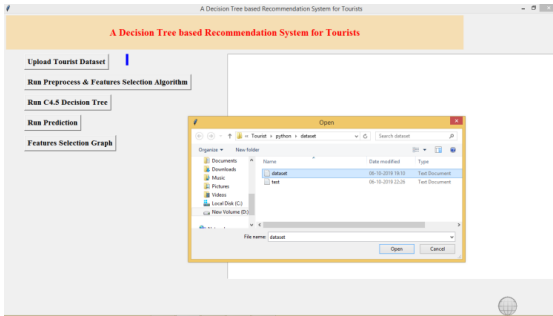 A Decision Tree based Recommendation System for Tourists
A Decision Tree based Recommendation System for Tourists
Upload Tourist Dataset
Run Preprocess & Features Selection Algorithm
Run C4.5 Decision Tree
Run Prediction
Features Selection Graph
Open
« Tourist › python › dataset
Search dataset
Organize
New folder
Documents
Downloads
Music
Pictures
Videos
Local Disk (C:)
New Volume (D:)
Name Date modified Type
dataset 06-10-2019 19:13 Text Document
test 06-10-2019 22:26 Text Document
File name: dataset
Open Cancel